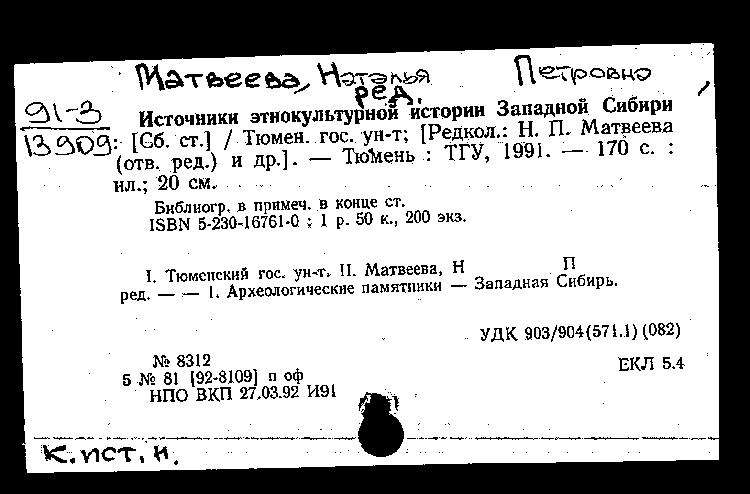 Матвеева, Наталья Петровна
ред.
91-3
13909
Источники этнокультурной истории Западной Сибири
: [Сб. ст.] / Тюмен. гос. ун-т; [Редкол.: Н. П. Матвеева
(отв. ред.) и др.]. — Тюмень : ТГУ, 1991. — 170 с. :
ил.; 20 см.
Библиогр. в примеч. в конце ст.
ISBN 5-230-16761-0 : 1 р. 50 к., 200 экз.
I. Тюменский гос. ун-т. II. Матвеева, Н П
ред. — — 1. Археологические памятники — Западная Сибирь.
УДК 903/904(571.1)(082)
№ 8312
ЕКЛ 5.4
5 № 81 [92-8109] п оф
НПО ВКП 27.03.92 И91
К. ист. н.